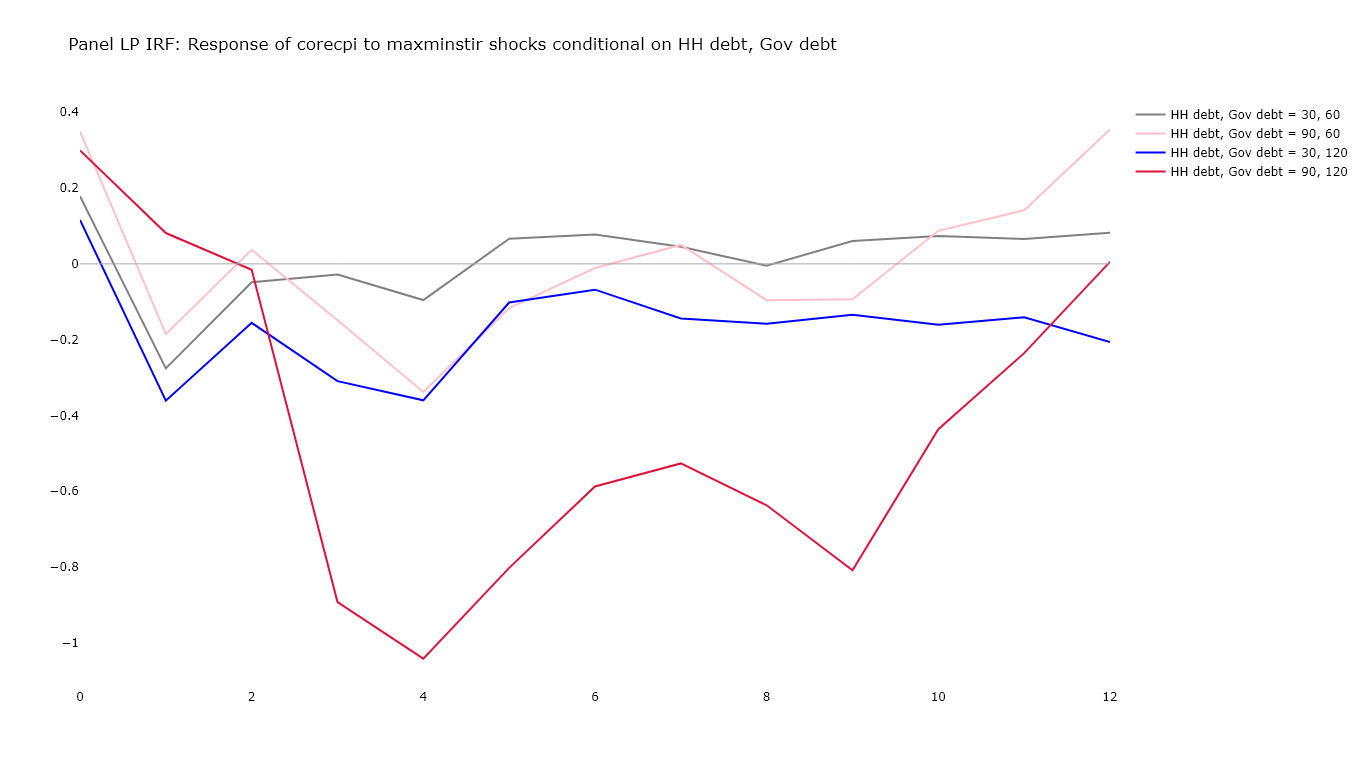 Panel LP IRF: Response of corecpi to maxminstir shocks conditional on HH debt, Gov debt
0.4
0.2
0
−0.2
−0.4
−0.6
−0.8
−1
0 2 4 6 8 10 12
HH debt, Gov debt = 30, 60
HH debt, Gov debt = 90, 60
HH debt, Gov debt = 30, 120
HH debt, Gov debt = 90, 120